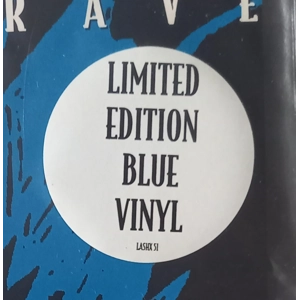 RAVE
LIMITED
EDITION
BLUE
VINYL
LASHX 51